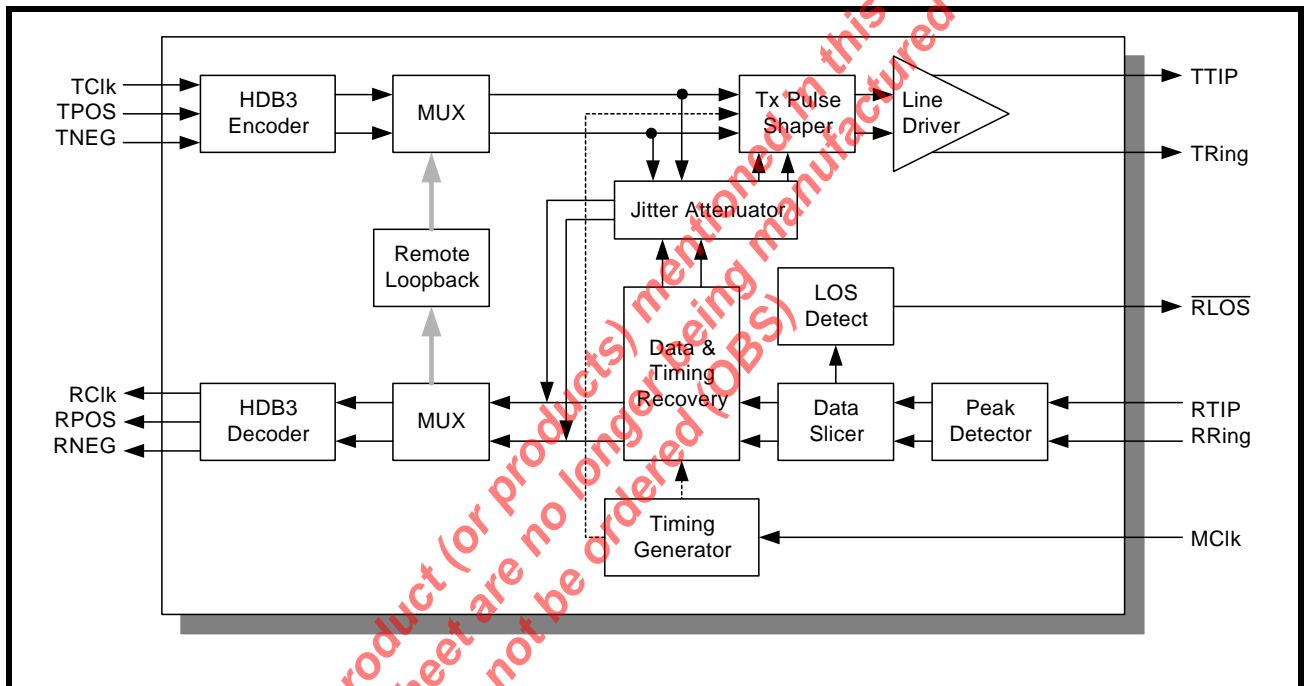 TClk
TPOS
TNEG
HDB3
Encoder
MUX
Tx Pulse
Shaper
Line
Driver
TTIP
TRing
Jitter Attenuator
Remote
Loopback
LOS
Detect
RLOS
Data &
Timing
Recovery
RClk
RPOS
RNEG
HDB3
Decoder
MUX
Data
Slicer
Peak
Detector
RTIP
RRing
Timing
Generator
MClk
product (or products) mentioned in this
sheet are no longer being manufactured
not be ordered (OBS)